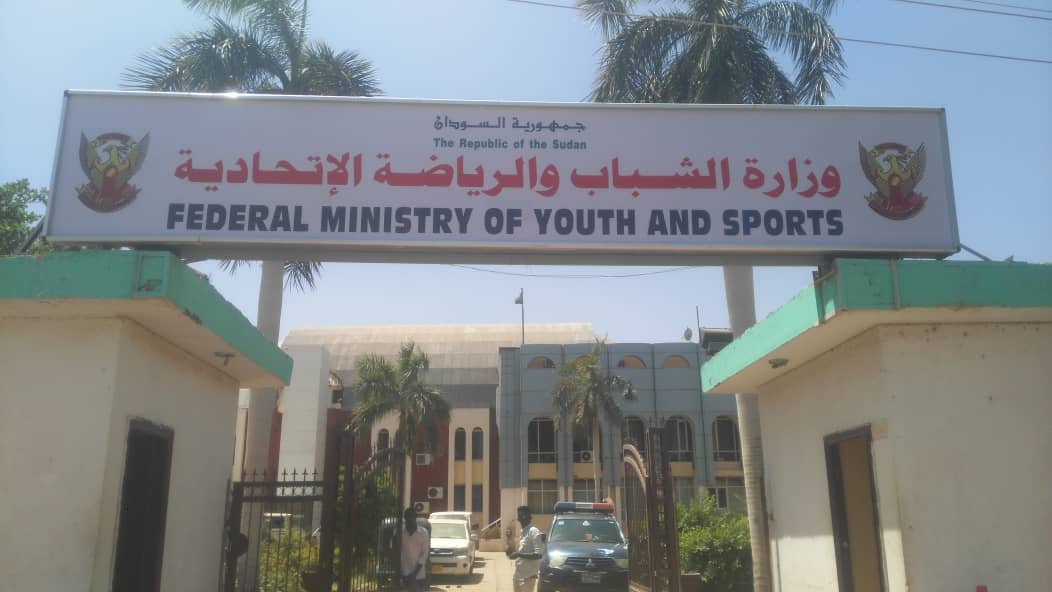 جمهورية السودان
The Republic of the Sudan
وزارة الشباب والرياضة الإتحادية
FEDERAL MINISTRY OF YOUTH AND SPORTS